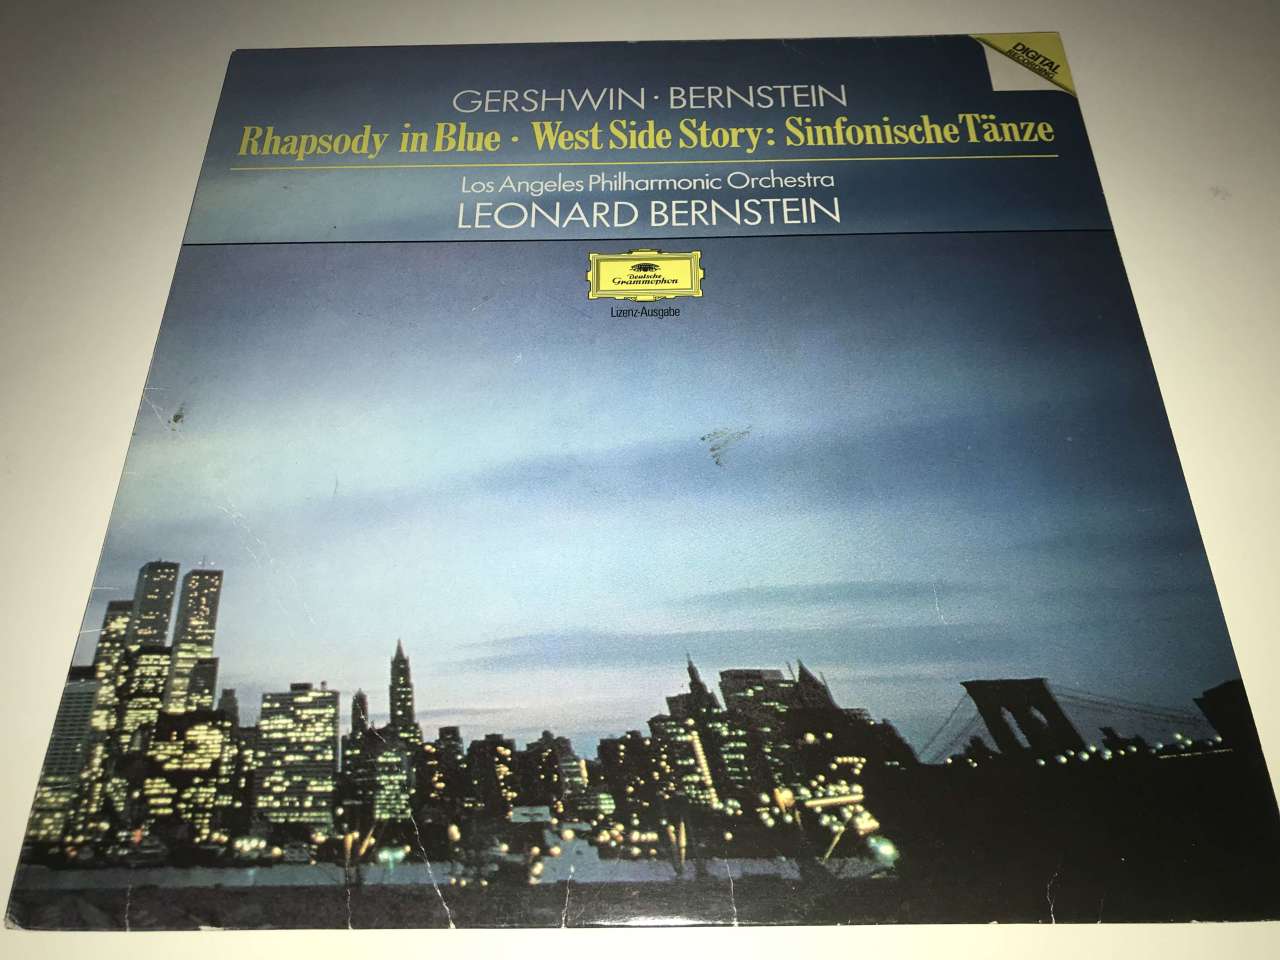 DIGITAL
RECORDING
GERSHWIN · BERNSTEIN
Rhapsody in Blue · West Side Story: Sinfonische Tänze
Los Angeles Philharmonic Orchestra
LEONARD BERNSTEIN
Deutsche
Grammophon
Lizenz-Ausgabe